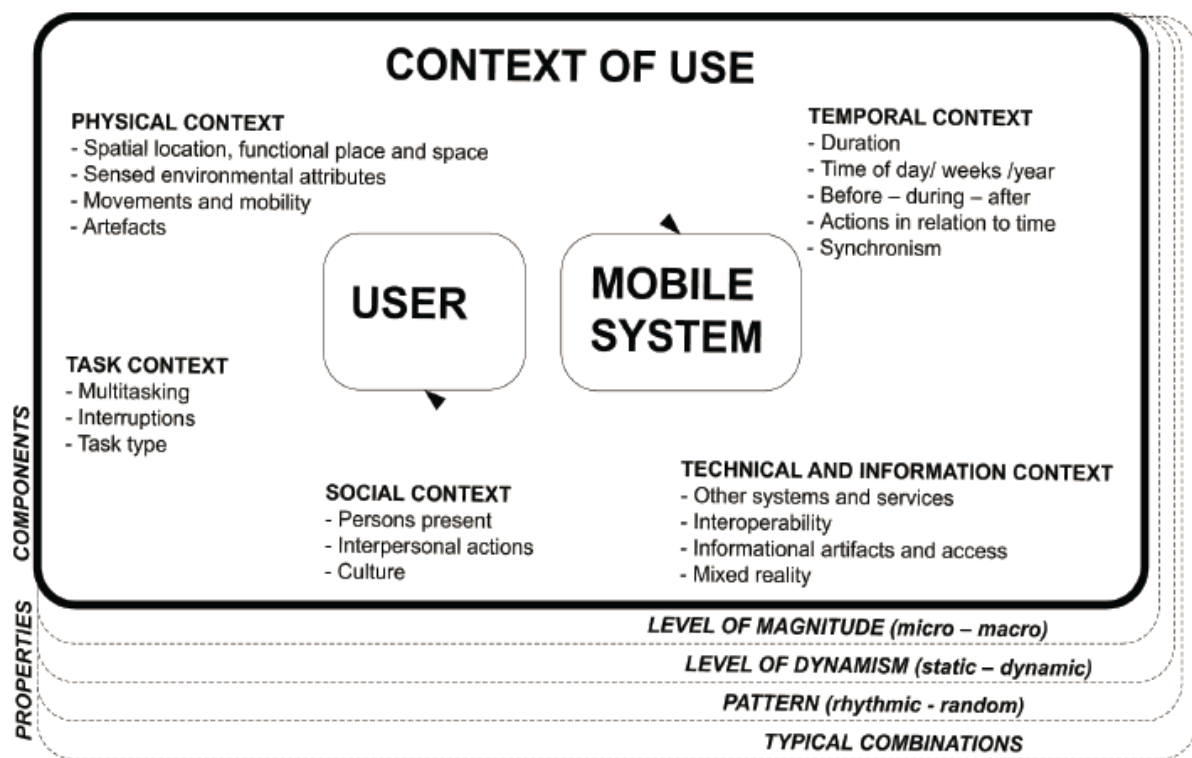 CONTEXT OF USE
PHYSICAL CONTEXT
- Spatial location, functional place and space
- Sensed environmental attributes
- Movements and mobility
- Artefacts
TEMPORAL CONTEXT
- Duration
- Time of day/ weeks /year
- Before – during – after
- Actions in relation to time
- Synchronism
USER
MOBILE
SYSTEM
TASK CONTEXT
- Multitasking
- Interruptions
- Task type
SOCIAL CONTEXT
- Persons present
- Interpersonal actions
- Culture
TECHNICAL AND INFORMATION CONTEXT
- Other systems and services
- Interoperability
- Informational artifacts and access
- Mixed reality
COMPONENTS
PROPERTIES
LEVEL OF MAGNITUDE (micro – macro)
LEVEL OF DYNAMISM (static – dynamic)
PATTERN (rhythmic - random)
TYPICAL COMBINATIONS